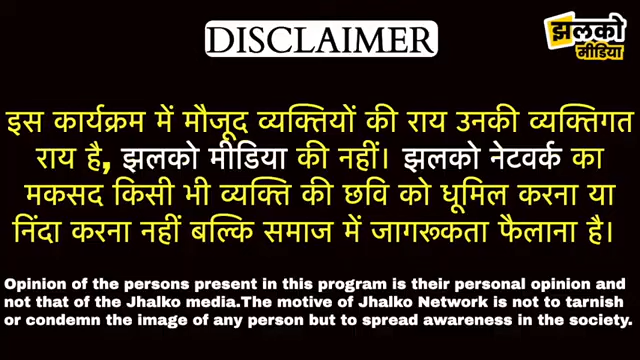 DISCLAIMER
झलको
मीडिया
इस कार्यक्रम में मौजूद व्यक्तियों की राय उनकी व्यक्तिगत
राय है, झलको मीडिया की नहीं। झलको नेटवर्क का
मकसद किसी भी व्यक्ति की छवि को धूमिल करना या
निंदा करना नहीं बल्कि समाज में जागरूकता फैलाना है।
Opinion of the persons present in this program is their personal opinion and
not that of the Jhalko media.The motive of Jhalko Network is not to tarnish
or condemn the image of any person but to spread awareness in the society.